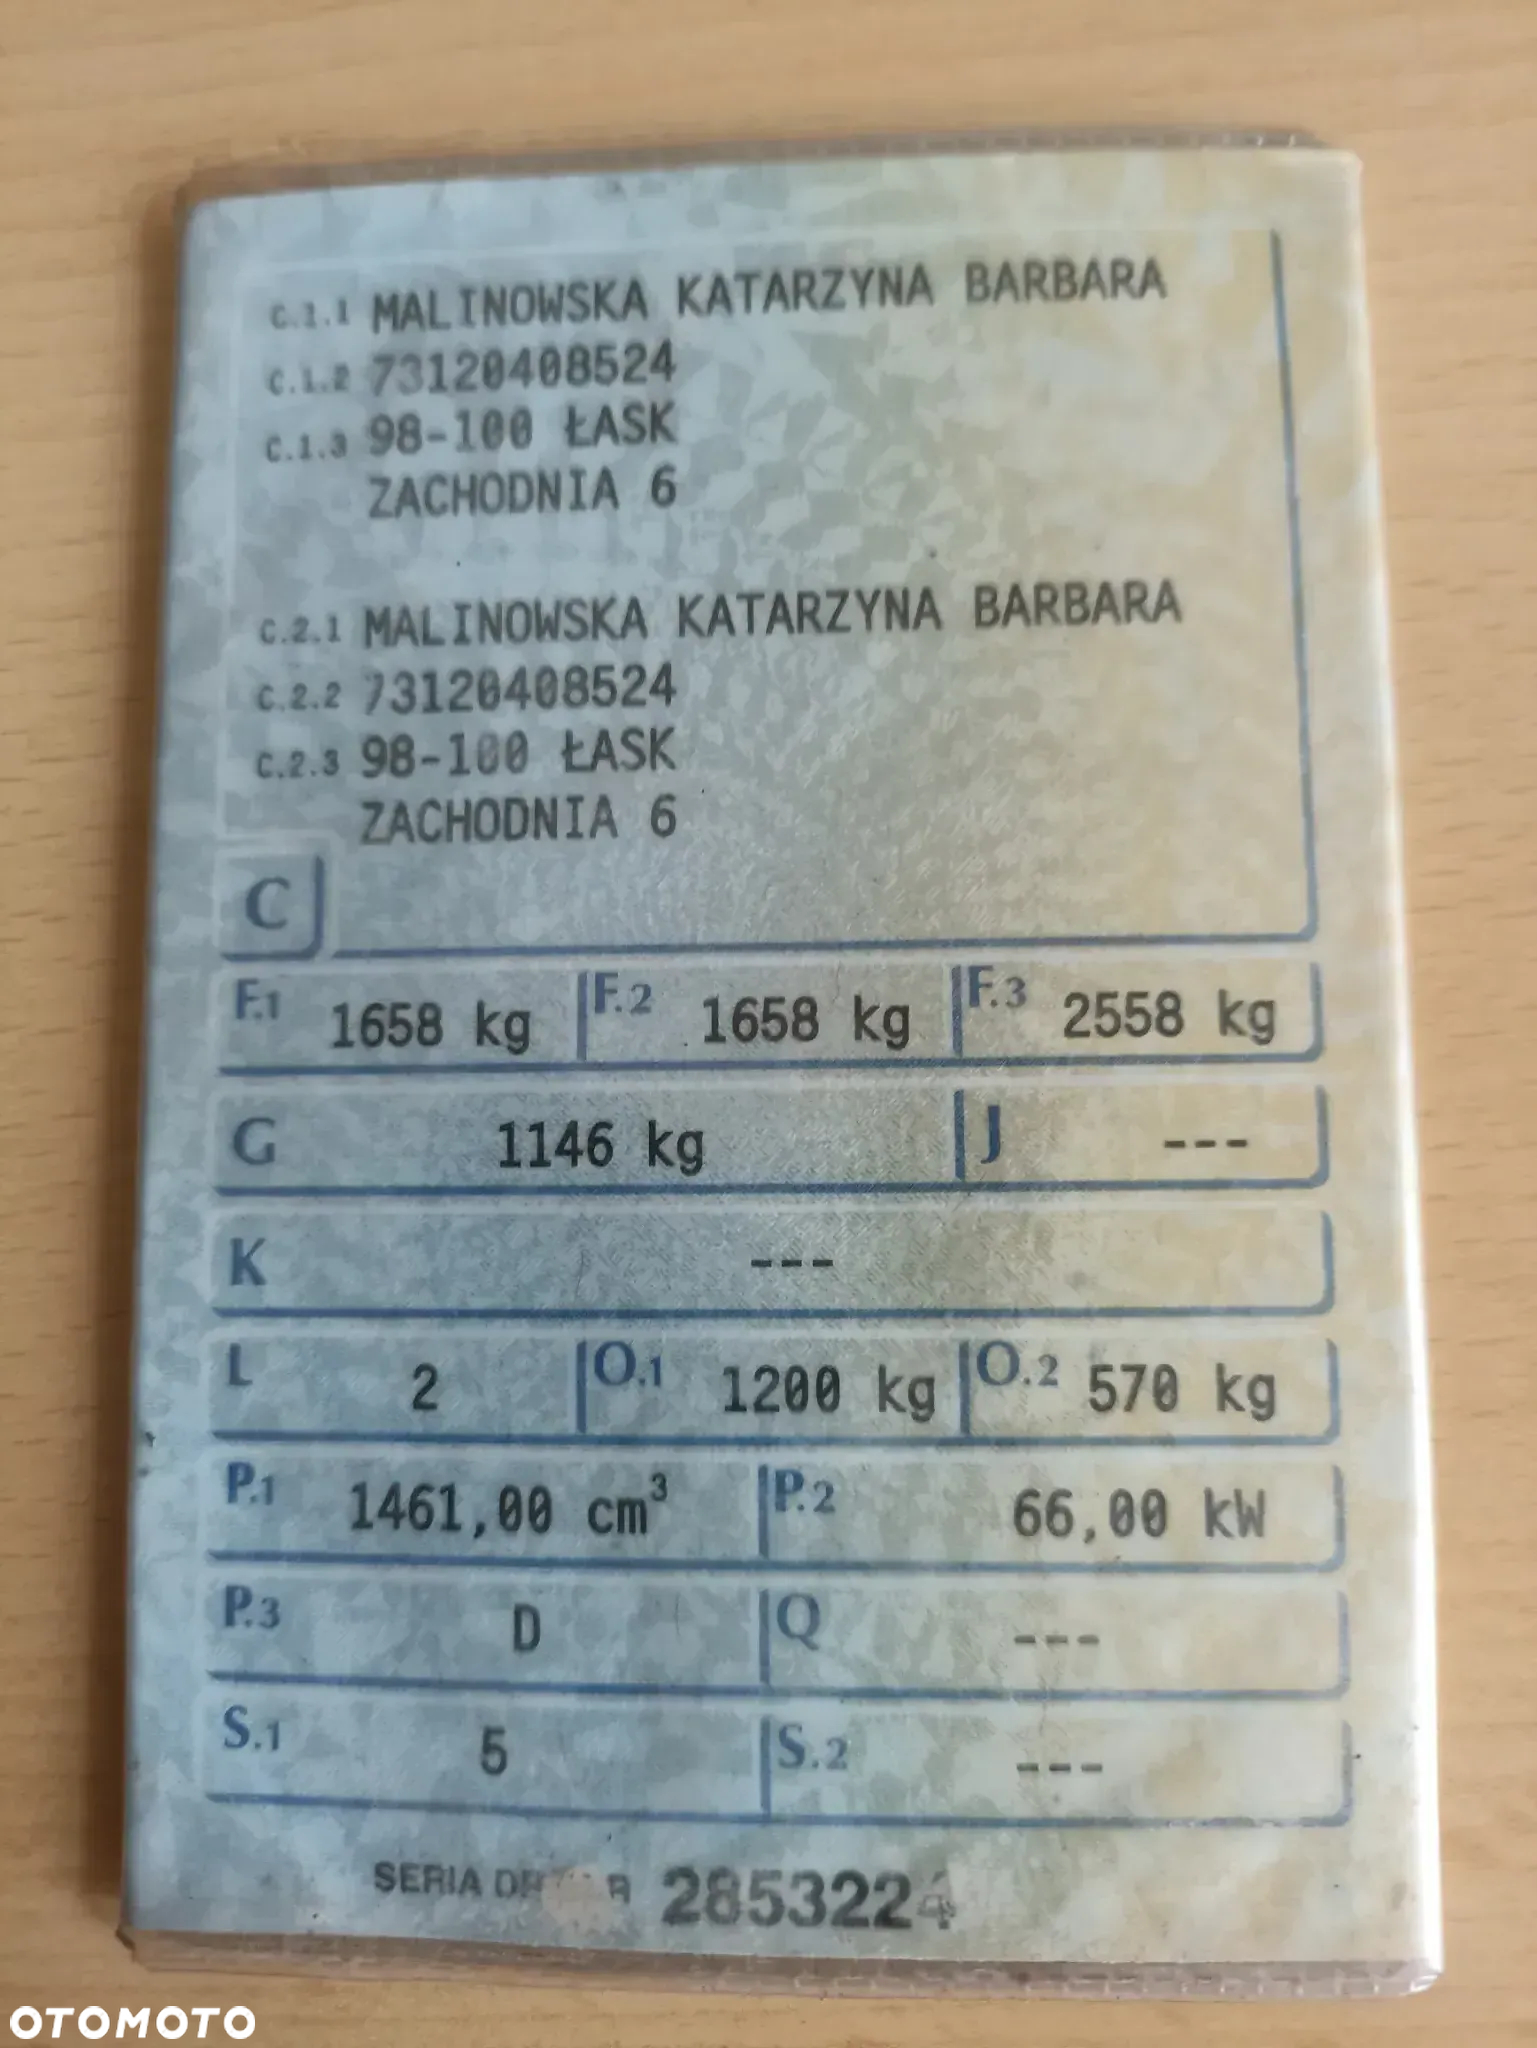 C.1.1 MALINOWSKA KATARZYNA BARBARA
C.1.2 73120408524
C.1.3 98-100 ŁASK
ZACHODNIA 6
C.2.1 MALINOWSKA KATARZYNA BARBARA
C.2.2 73120408524
C.2.3 98-100 ŁASK
ZACHODNIA 6
C
F.1 1658 kg F.2 1658 kg F.3 2558 kg
G 1146 kg J ---
K ---
L 2 O.1 1200 kg O.2 570 kg
P.1 1461,00 cm³ P.2 66,00 kW
P.3 D Q ---
S.1 5 S.2 ---
SERIA 2853224
OTOMOTO